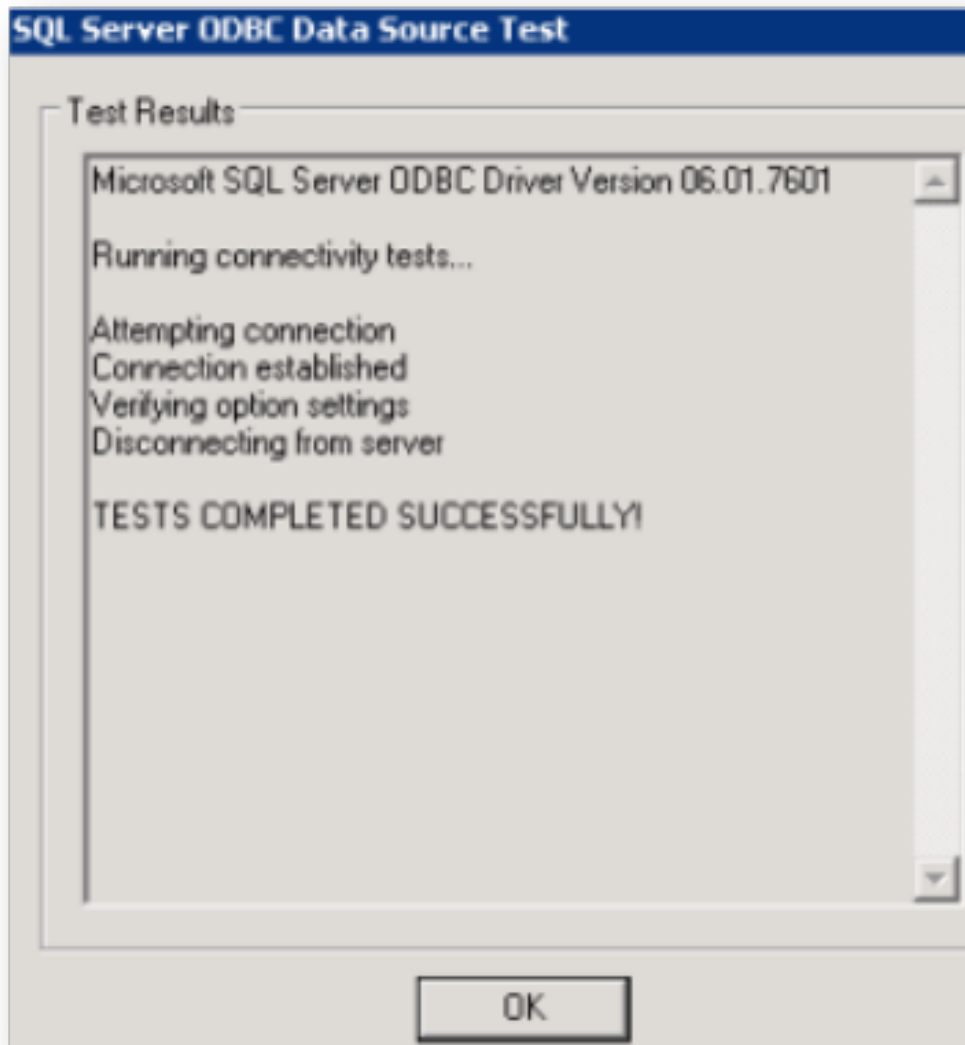 SQL Server ODBC Data Source Test
Test Results
Microsoft SQL Server ODBC Driver Version 06.01.7601
Running connectivity tests...
Attempting connection
Connection established
Verifying option settings
Disconnecting from server
TESTS COMPLETED SUCCESSFULLY!
OK